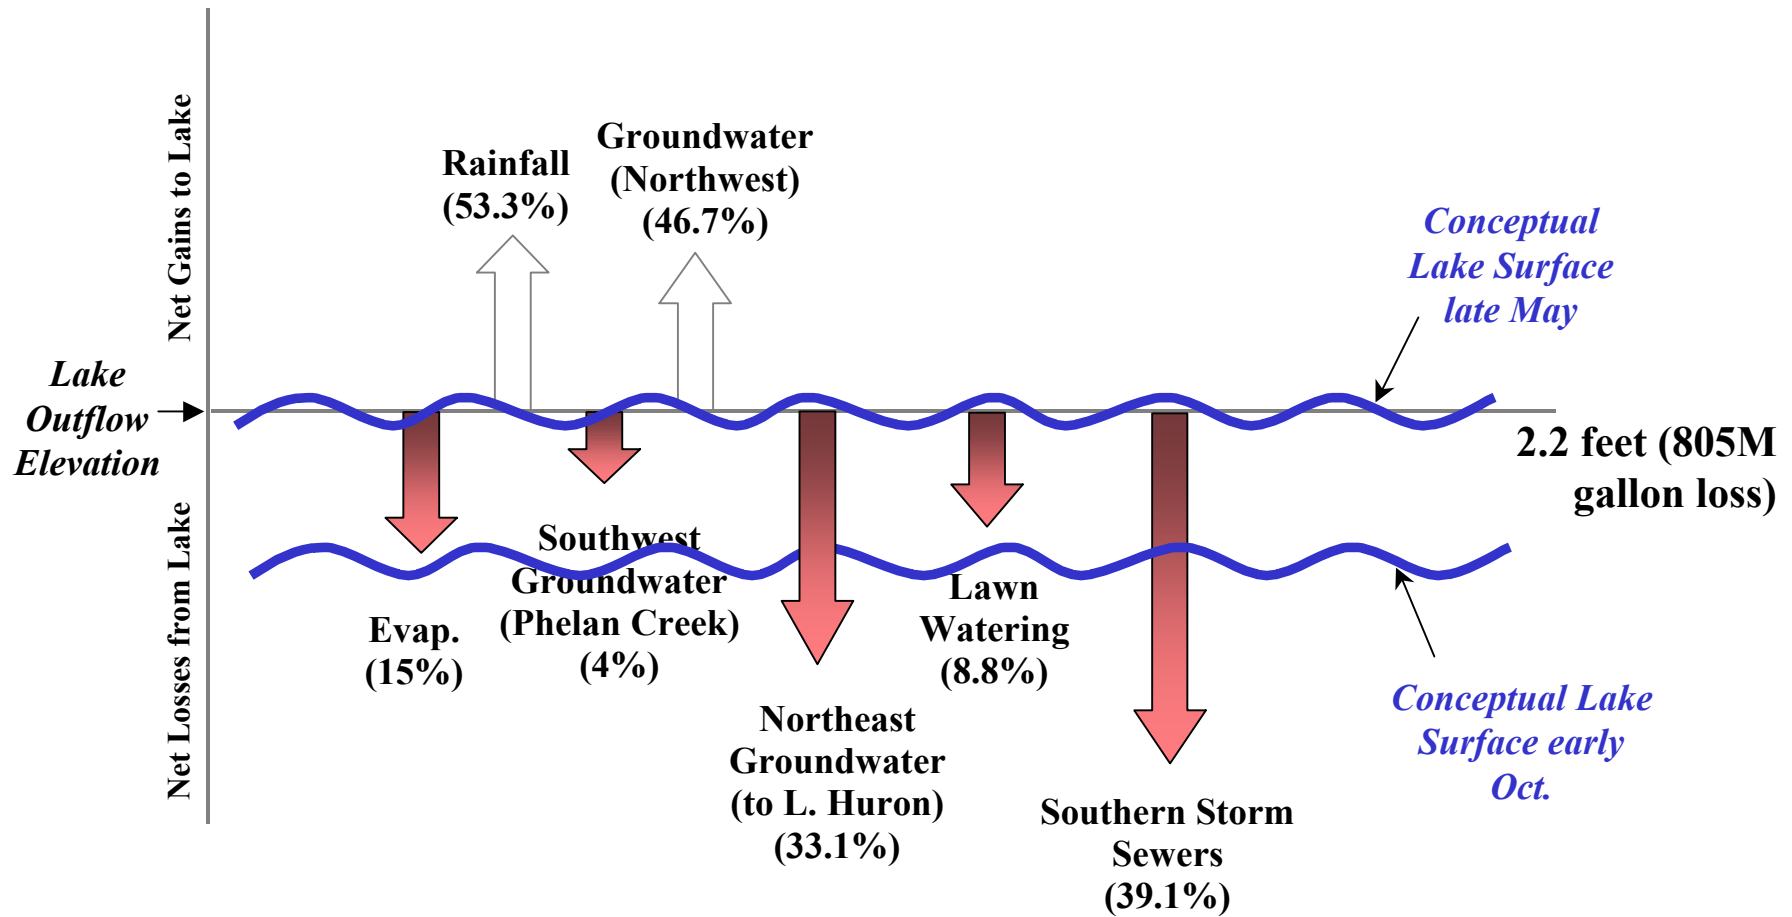 Net Gains to Lake
Rainfall
(53.3%)
Groundwater
(Northwest)
(46.7%)
Conceptual
Lake Surface
late May
Lake
Outflow
Elevation
2.2 feet (805M
gallon loss)
Net Losses from Lake
Evap.
(15%)
Southwest
Groundwater
(Phelan Creek)
(4%)
Northeast
Groundwater
(to L. Huron)
(33.1%)
Lawn
Watering
(8.8%)
Southern Storm
Sewers
(39.1%)
Conceptual Lake
Surface early
Oct.